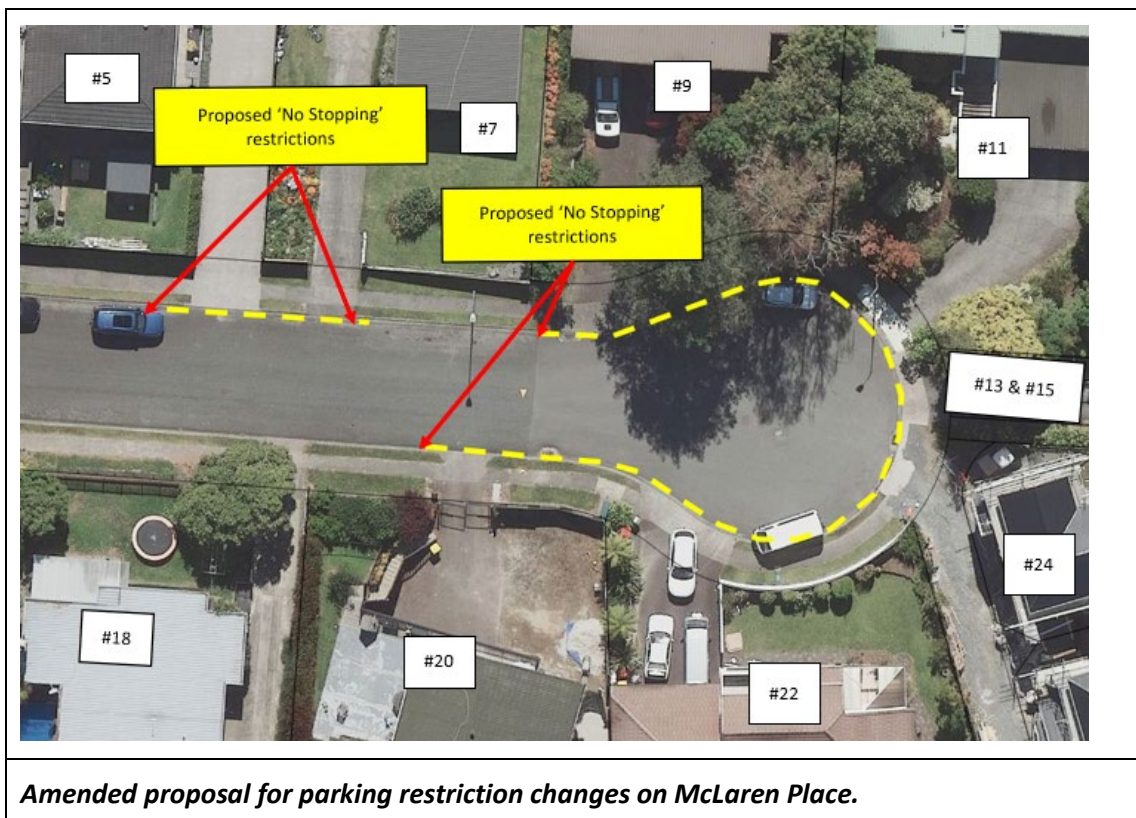 #5
Proposed ‘No Stopping’
restrictions
#7
#9
#11
Proposed ‘No Stopping’
restrictions
#13 & #15
#24
#18
#20
#22
Amended proposal for parking restriction changes on McLaren Place.